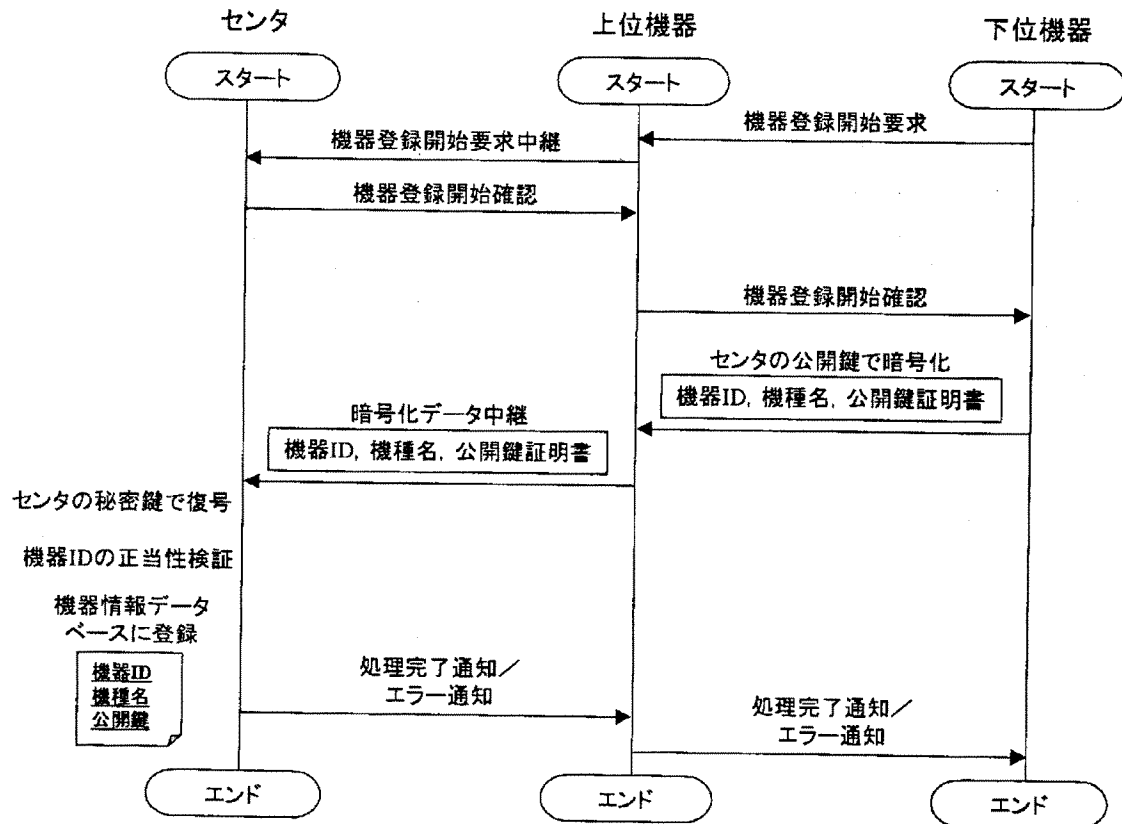 センタ
上位機器
下位機器
スタート
スタート
スタート
機器登録開始要求
機器登録開始要求中継
機器登録開始確認
機器登録開始確認
センタの公開鍵で暗号化
機器ID, 機種名, 公開鍵証明書
暗号化データ中継
機器ID, 機種名, 公開鍵証明書
センタの秘密鍵で復号
機器IDの正当性検証
機器情報データ
ベースに登録
機器ID
機種名
公開鍵
処理完了通知／
エラー通知
処理完了通知／
エラー通知
エンド
エンド
エンド